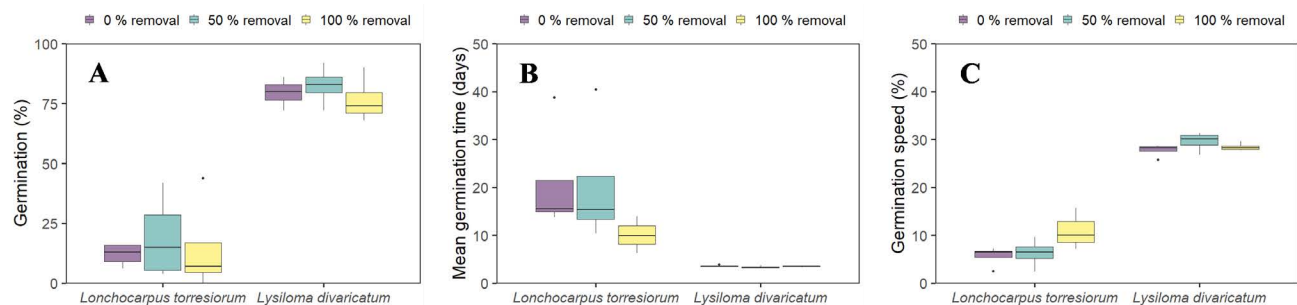 0 % removal 50 % removal 100 % removal
A
Germination (%)
100
75
50
25
0
Lonchocarpus torresiorum Lysiloma divaricatum
0 % removal 50 % removal 100 % removal
B
Mean germination time (days)
50
40
30
20
10
0
Lonchocarpus torresiorum Lysiloma divaricatum
0 % removal 50 % removal 100 % removal
C
Germination speed (%)
50
40
30
20
10
0
Lonchocarpus torresiorum Lysiloma divaricatum